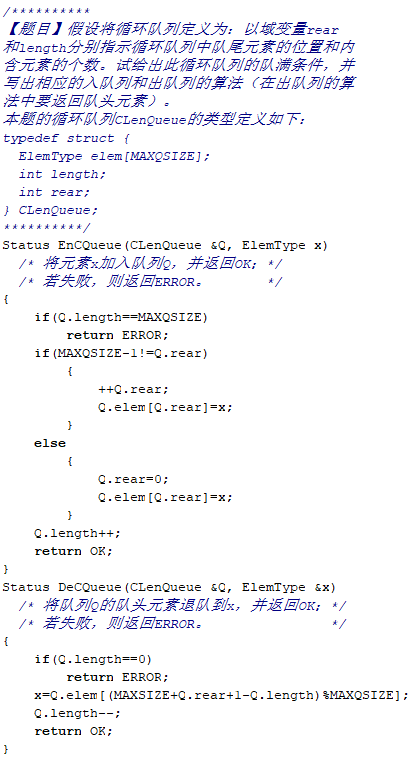 /**********
【题目】假设将循环队列定义为：以域变量rear
和length分别指示循环队列中队尾元素的位置和内
含元素的个数。试给出此循环队列的队满条件，并
写出相应的入队列和出队列的算法（在出队列的算
法中要返回队头元素）。
本题的循环队列CLenQueue的类型定义如下：
typedef struct {
  ElemType elem[MAXQSIZE];
  int length;
  int rear;
} CLenQueue;
**********/
Status EnCQueue(CLenQueue &Q, ElemType x)
  /* 将元素x加入队列Q，并返回OK；*/
  /* 若失败，则返回ERROR。        */
{
    if(Q.length==MAXQSIZE)
        return ERROR;
    if(MAXQSIZE-1!=Q.rear)
        {
            ++Q.rear;
            Q.elem[Q.rear]=x;
        }
    else
        {
            Q.rear=0;
            Q.elem[Q.rear]=x;
        }
    Q.length++;
    return OK;
}
Status DeCQueue(CLenQueue &Q, ElemType &x)
  /* 将队列Q的队头元素退队到x，并返回OK；*/
  /* 若失败，则返回ERROR。                */
{
    if(Q.length==0)
        return ERROR;
    x=Q.elem[(MAXSIZE+Q.rear+1-Q.length)%MAXQSIZE];
    Q.length--;
    return OK;
}